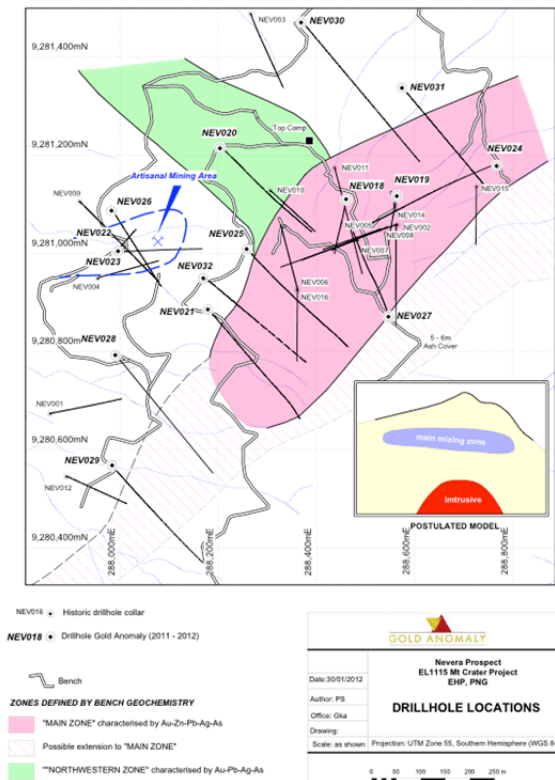 NEV003
NEV030
9,281,400mN
NEV031
9,281,200mN
NEV020
Top Camp
NEV024
NEV011
Artisanal Mining Area
NEV018
NEV019
NEV015
NEV009
NEV026
NEV010
NEV014
NEV022
NEV025
NEV005
NEV002
9,281,000mN
NEV008
NEV023
NEV007
NEV004
NEV032
NEV006
NEV016
NEV021
NEV027
9,280,800mN
NEV028
5 - 6m
Ash Cover
NEV001
main mixing zone
9,280,600mN
NEV029
NEV012
imtrusive
POSTULATED MODEL
9,280,400mN
288,000mE
288,200mE
288,400mE
288,600mE
288,800mE
NEV016 Historic drillhole collar
NEV018 Drillhole Gold Anomaly (2011 - 2012)
Bench
ZONES DEFINED BY BENCH GEOCHEMISTRY
"MAIN ZONE" characterised by Au-Zn-Pb-Ag-As
Possible extension to "MAIN ZONE"
""NORTHWESTERN ZONE" characterised by Au-Pb-Ag-As
GOLD ANOMALY
Nevera Prospect
EL1115 Mt Crater Project
EHP, PNG
DRILLHOLE LOCATIONS
Date:30/01/2012
Author: PS
Office: Gka
Drawing:
Scale: as shown
Projection: UTM Zone 55, Southern Hemisphere (WGS 8
0 50 100 150 200 250 m